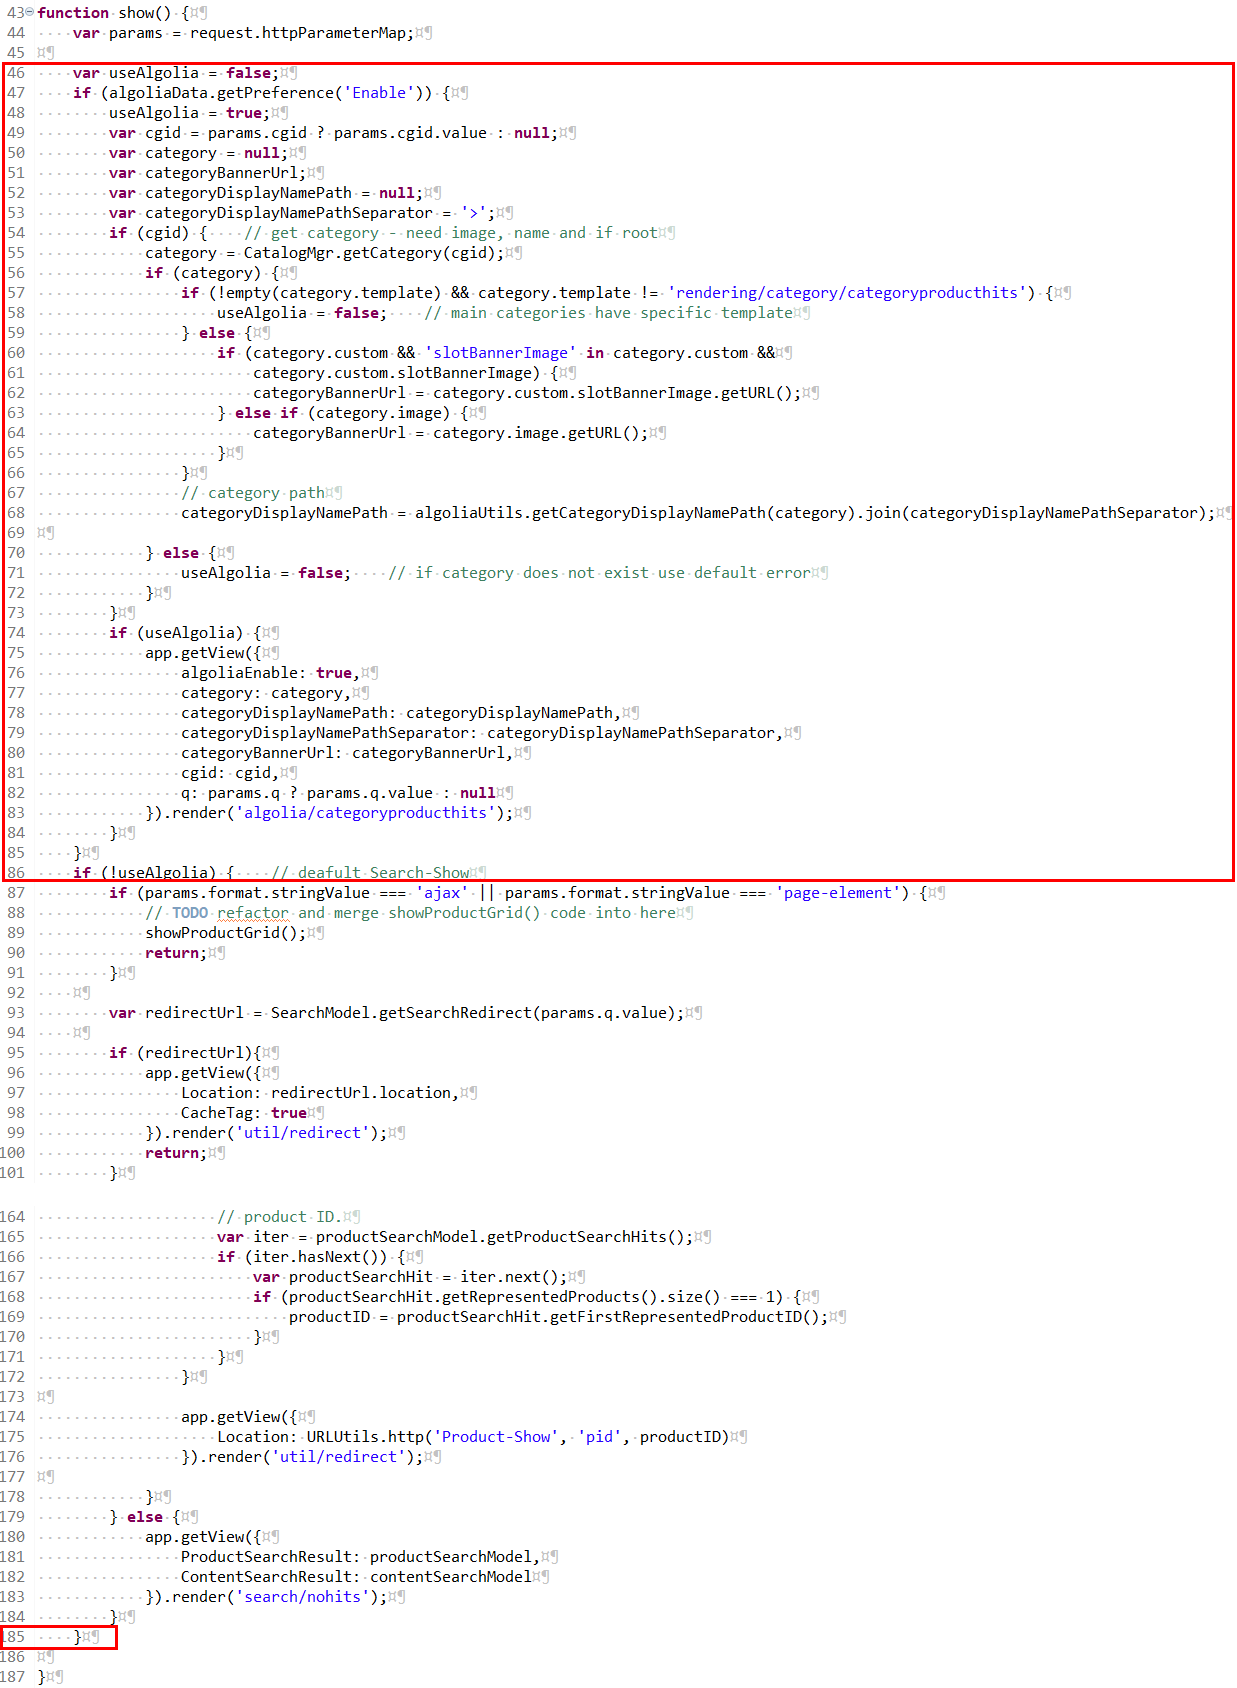 43 function show() {
44     var params = request.httpParameterMap;
45
46     var useAlgolia = false;
47     if (algoliaData.getPreference('Enable')) {
48         useAlgolia = true;
49         var cgid = params.cgid ? params.cgid.value : null;
50         var category = null;
51         var categoryBannerUrl;
52         var categoryDisplayNamePath = null;
53         var categoryDisplayNamePathSeparator = '>';
54         if (cgid) {    // get category - need image, name and if root
55             category = CatalogMgr.getCategory(cgid);
56             if (category) {
57                 if (!empty(category.template) && category.template != 'rendering/category/categoryproducthits') {
58                     useAlgolia = false;    // main categories have specific template
59                 } else {
60                     if (category.custom && 'slotBannerImage' in category.custom &&
61                         category.custom.slotBannerImage) {
62                         categoryBannerUrl = category.custom.slotBannerImage.getURL();
63                     } else if (category.image) {
64                         categoryBannerUrl = category.image.getURL();
65                     }
66                 }
67                 // category path
68                 categoryDisplayNamePath = algoliaUtils.getCategoryDisplayNamePath(category).join(categoryDisplayNamePathSeparator);
69
70             } else {
71                 useAlgolia = false;    // if category does not exist use default error
72             }
73         }
74         if (useAlgolia) {
75             app.getView({
76                 algoliaEnable: true,
77                 category: category,
78                 categoryDisplayNamePath: categoryDisplayNamePath,
79                 categoryDisplayNamePathSeparator: categoryDisplayNamePathSeparator,
80                 categoryBannerUrl: categoryBannerUrl,
81                 cgid: cgid,
82                 q: params.q ? params.q.value : null
83             }).render('algolia/categoryproducthits');
84         }
85     }
86     if (!useAlgolia) {    // deafult Search-Show
87         if (params.format.stringValue === 'ajax' || params.format.stringValue === 'page-element') {
88             // TODO refactor and merge showProductGrid() code into here
89             showProductGrid();
90             return;
91         }
92
93         var redirectUrl = SearchModel.getSearchRedirect(params.q.value);
94
95         if (redirectUrl){
96             app.getView({
97                 Location: redirectUrl.location,
98                 CacheTag: true
99             }).render('util/redirect');
100             return;
101         }
164                     // product ID.
165                     var iter = productSearchModel.getProductSearchHits();
166                     if (iter.hasNext()) {
167                         var productSearchHit = iter.next();
168                         if (productSearchHit.getRepresentedProducts().size() === 1) {
169                             productID = productSearchHit.getFirstRepresentedProductID();
170                         }
171                     }
172                 }
173
174                 app.getView({
175                     Location: URLUtils.http('Product-Show', 'pid', productID)
176                 }).render('util/redirect');
177
178             }
179         } else {
180             app.getView({
181                 ProductSearchResult: productSearchModel,
182                 ContentSearchResult: contentSearchModel
183             }).render('search/nohits');
184         }
185     }
186
187 }